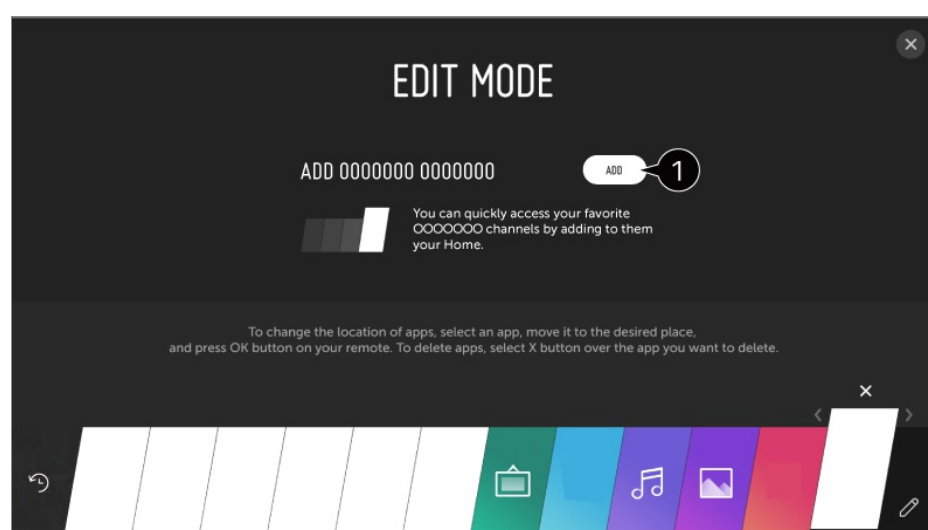 EDIT MODE
ADD OOOOOOO OOOOOOO
ADD
1
You can quickly access your favorite
OOOOOOO channels by adding to them
your Home.
To change the location of apps, select an app, move it to the desired place,
and press OK button on your remote. To delete apps, select X button over the app you want to delete.